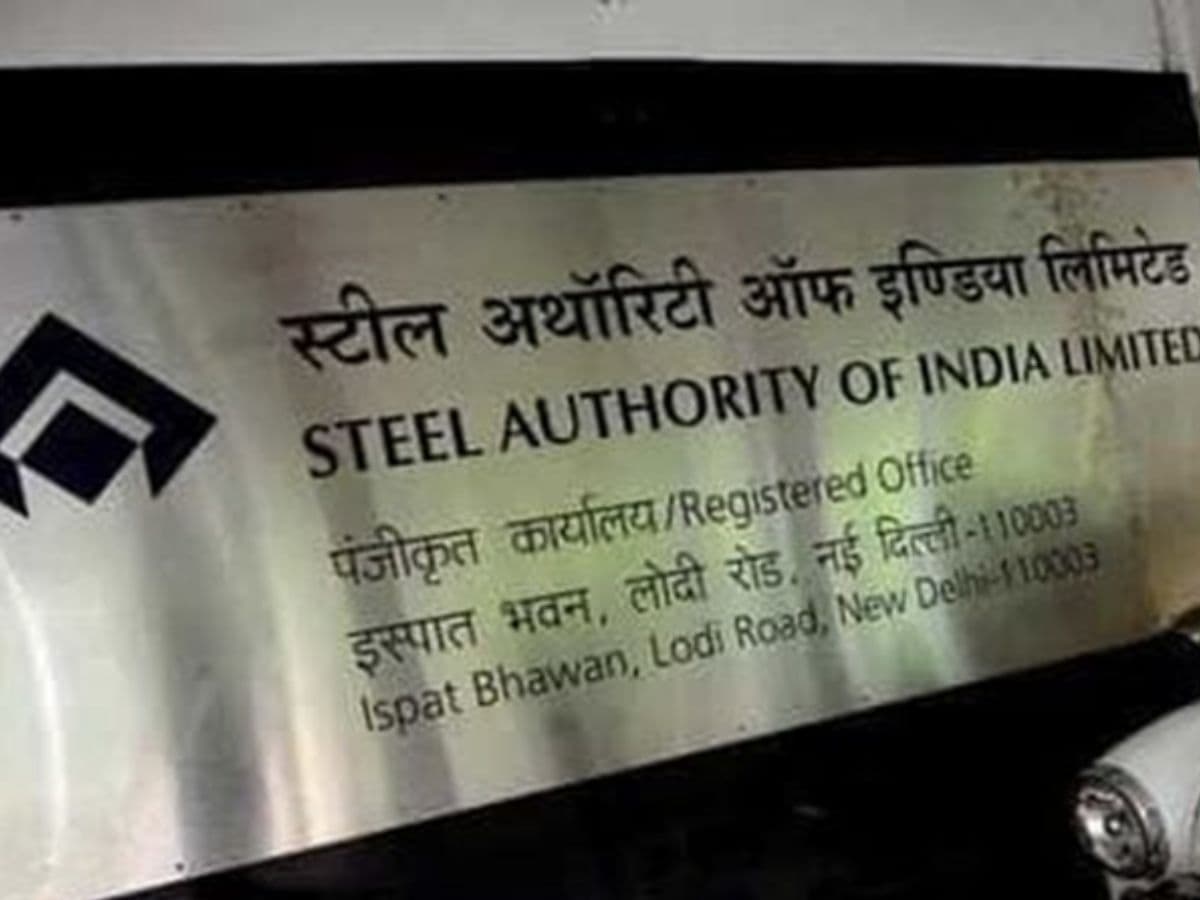 स्टील अथॉरिटी ऑफ इण्डिया लिमिटेड
STEEL AUTHORITY OF INDIA LIMITED
पंजीकृत कार्यालय/Registered Office
इस्पात भवन, लोदी रोड, नई दिल्ली-110003
Ispat Bhawan, Lodi Road, New Delhi-110003